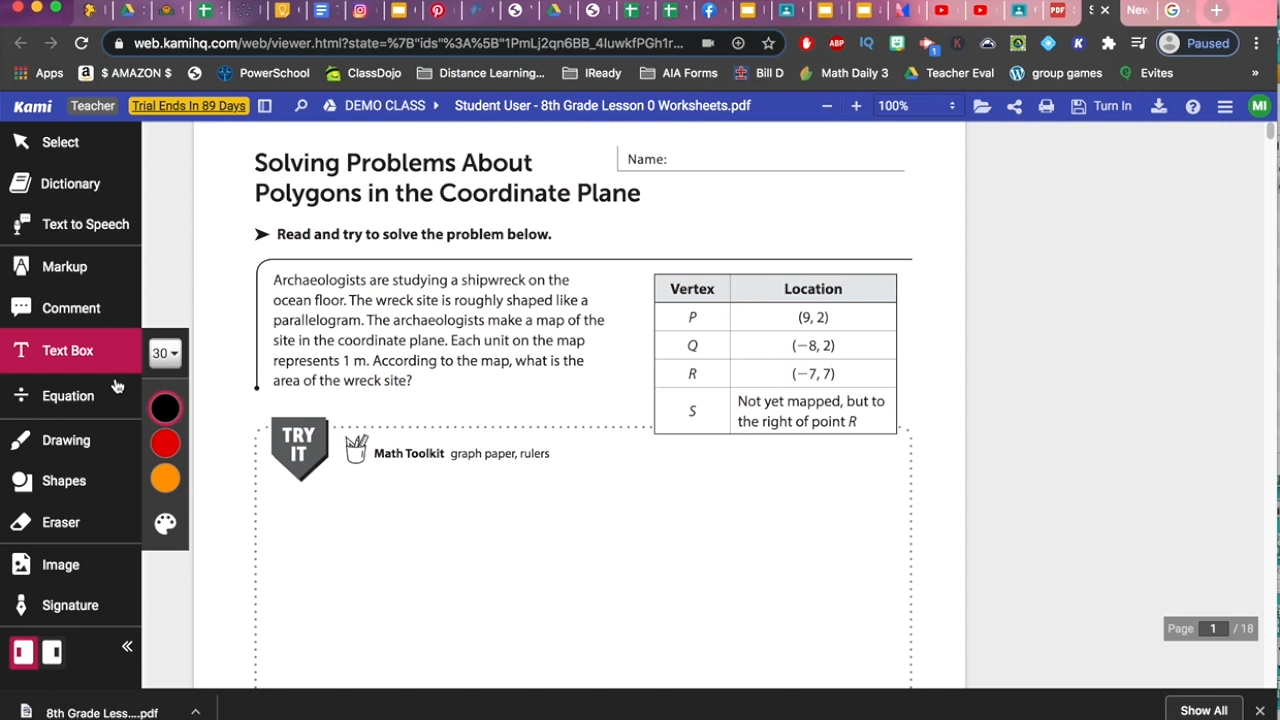 S
New
web.kamihq.com/web/viewer.html?state=%7B"ids"%3A%5B"1PmLj2qn6BB_4luwkfPGh1r...
ABP
IQ
1
K
K
Paused
Apps
$ AMAZON $
PowerSchool
ClassDojo
Distance Learning...
IReady
AIA Forms
Bill D
Math Daily 3
Teacher Eval
group games
Evites
»
Kami
Teacher
Trial Ends In 89 Days
DEMO CLASS
Student User - 8th Grade Lesson 0 Worksheets.pdf
100%
Turn In
MI
Select
Dictionary
Text to Speech
Markup
Comment
Text Box
30
Equation
Drawing
Shapes
Eraser
Image
Signature
Solving Problems About
Polygons in the Coordinate Plane
Name:
Read and try to solve the problem below.
Archaeologists are studying a shipwreck on the
ocean floor. The wreck site is roughly shaped like a
parallelogram. The archaeologists make a map of the
site in the coordinate plane. Each unit on the map
represents 1 m. According to the map, what is the
area of the wreck site?
Vertex Location
P (9, 2)
Q (−8, 2)
R (−7, 7)
S Not yet mapped, but to
the right of point R
TRY
IT
Math Toolkit graph paper, rulers
Page 1 / 18
8th Grade Less....pdf
Show All